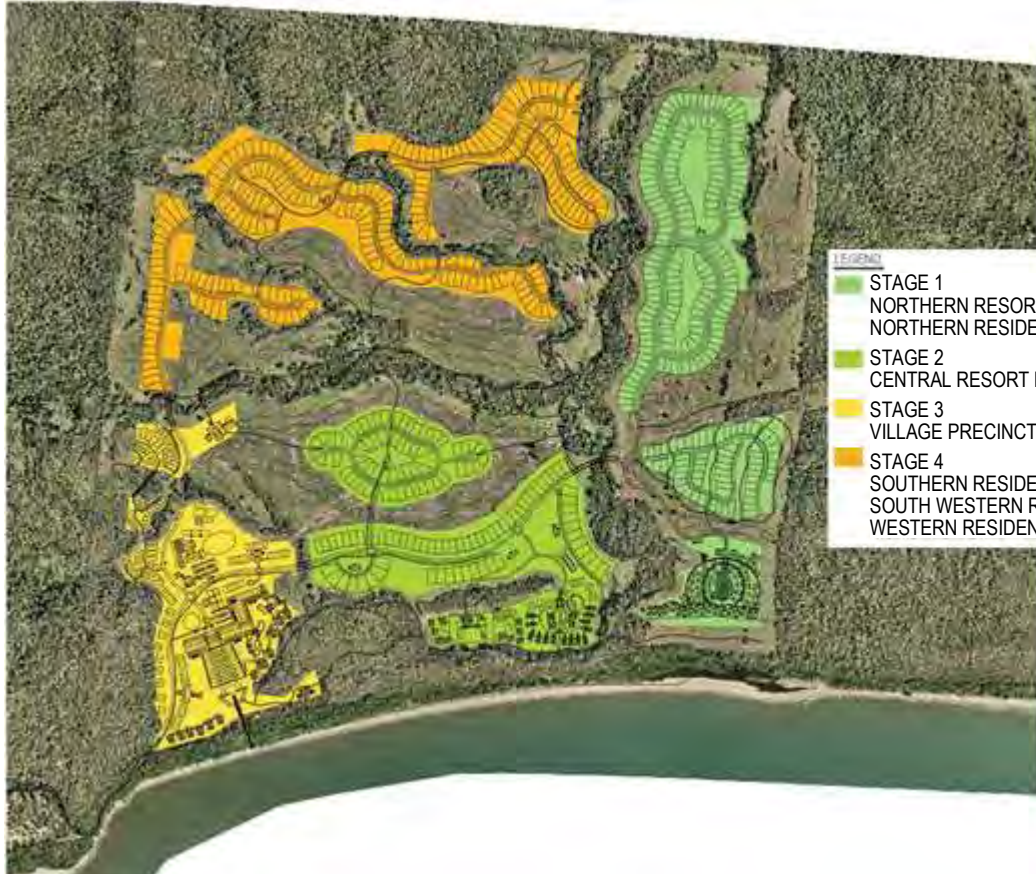 LEGEND
STAGE 1
NORTHERN RESOR
NORTHERN RESIDE
STAGE 2
CENTRAL RESORT
STAGE 3
VILLAGE PRECINCT
STAGE 4
SOUTHERN RESIDE
SOUTH WESTERN R
WESTERN RESIDEN